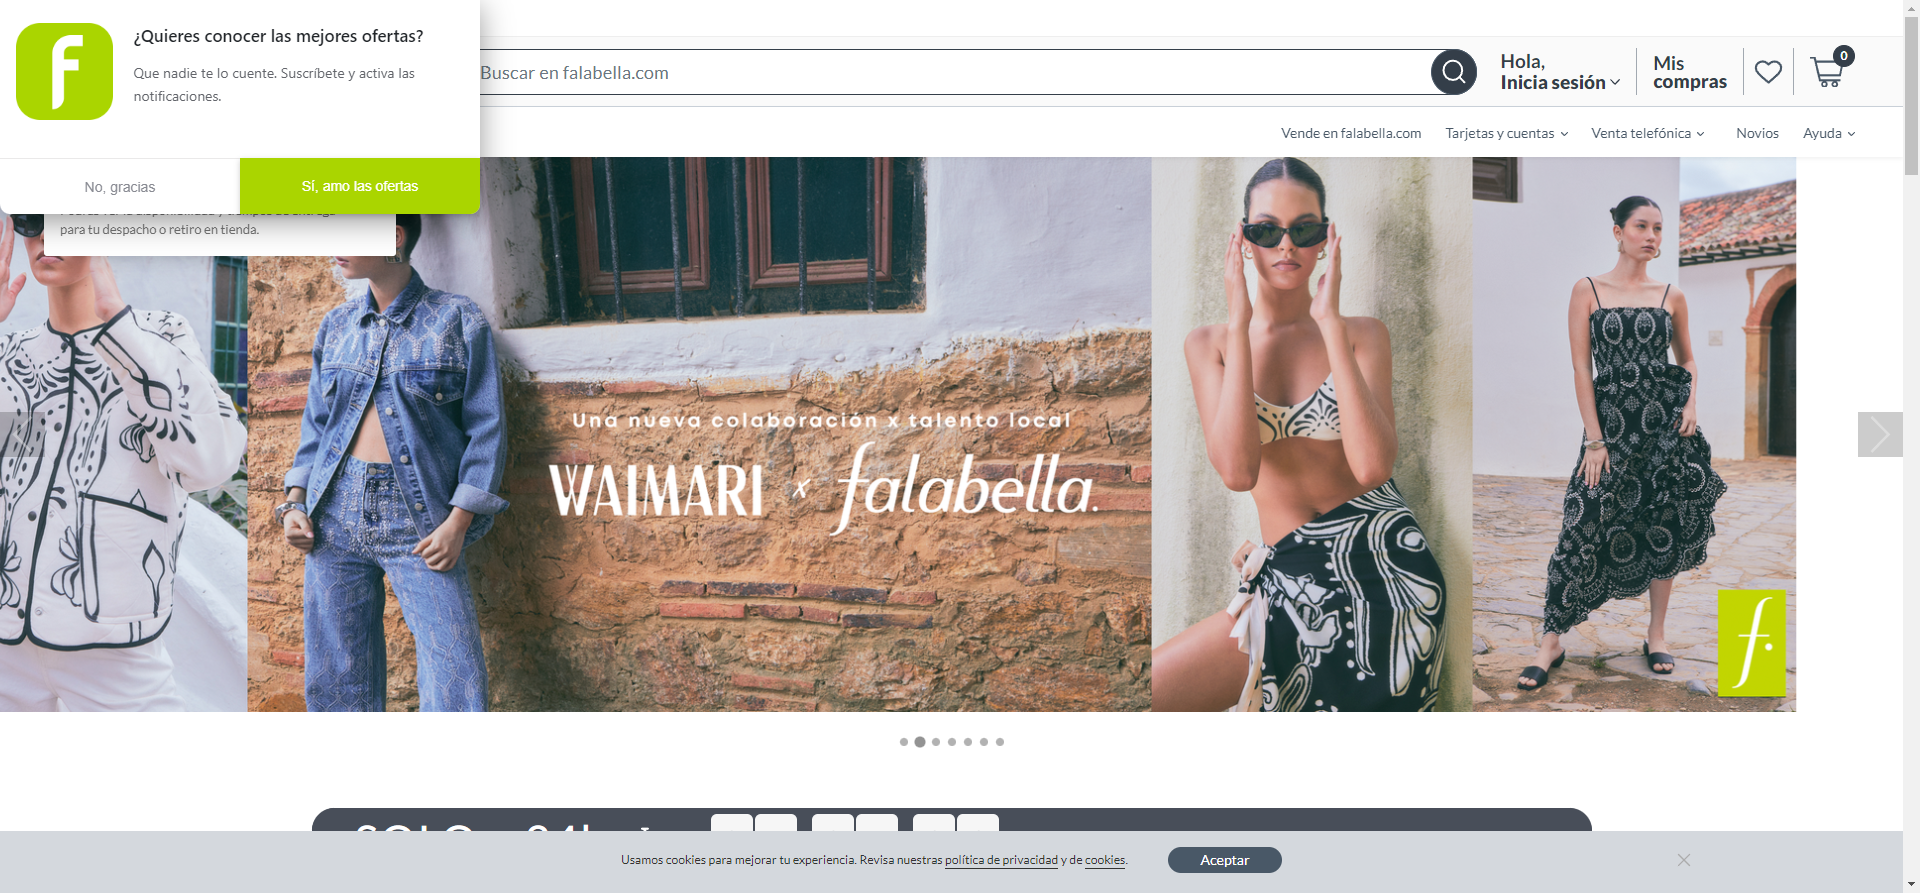 ¿Quieres conocer las mejores ofertas?
Que nadie te lo cuente. Suscríbete y activa las
notificaciones.
No, gracias
Sí, amo las ofertas
Buscar en falabella.com
Hola,
Inicia sesión
Mis
compras
0
Vende en falabella.com
Tarjetas y cuentas
Venta telefónica
Novios
Ayuda
para tu despacho o retiro en tienda.
Una nueva colaboración x talento local
WAIMARI x falabella.
f.
Usamos cookies para mejorar tu experiencia. Revisa nuestras política de privacidad y de cookies.
Aceptar